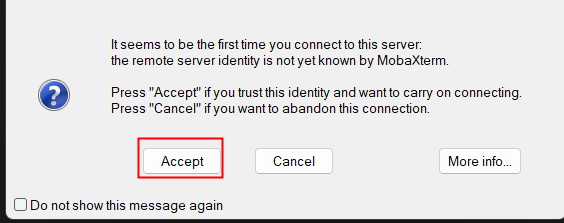 It seems to be the first time you connect to this server:
the remote server identity is not yet known by MobaXterm.
Press "Accept" if you trust this identity and want to carry on connecting.
Press "Cancel" if you want to abandon this connection.
Accept
Cancel
More info...
Do not show this message again